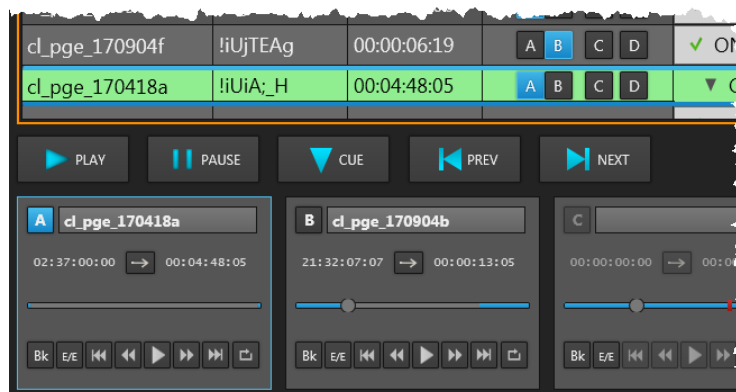 cl_pge_170904f !iUjTEAg 00:00:06:19 A B C D
cl_pge_170418a !iUiA;_H 00:04:48:05 A B C D
PLAY PAUSE CUE PREV NEXT
A cl_pge_170418a B cl_pge_170904b C
02:37:00:00 00:04:48:05 21:32:07:07 00:00:13:05 00:00:00:00
Bk E/E Bk E/E Bk E/E